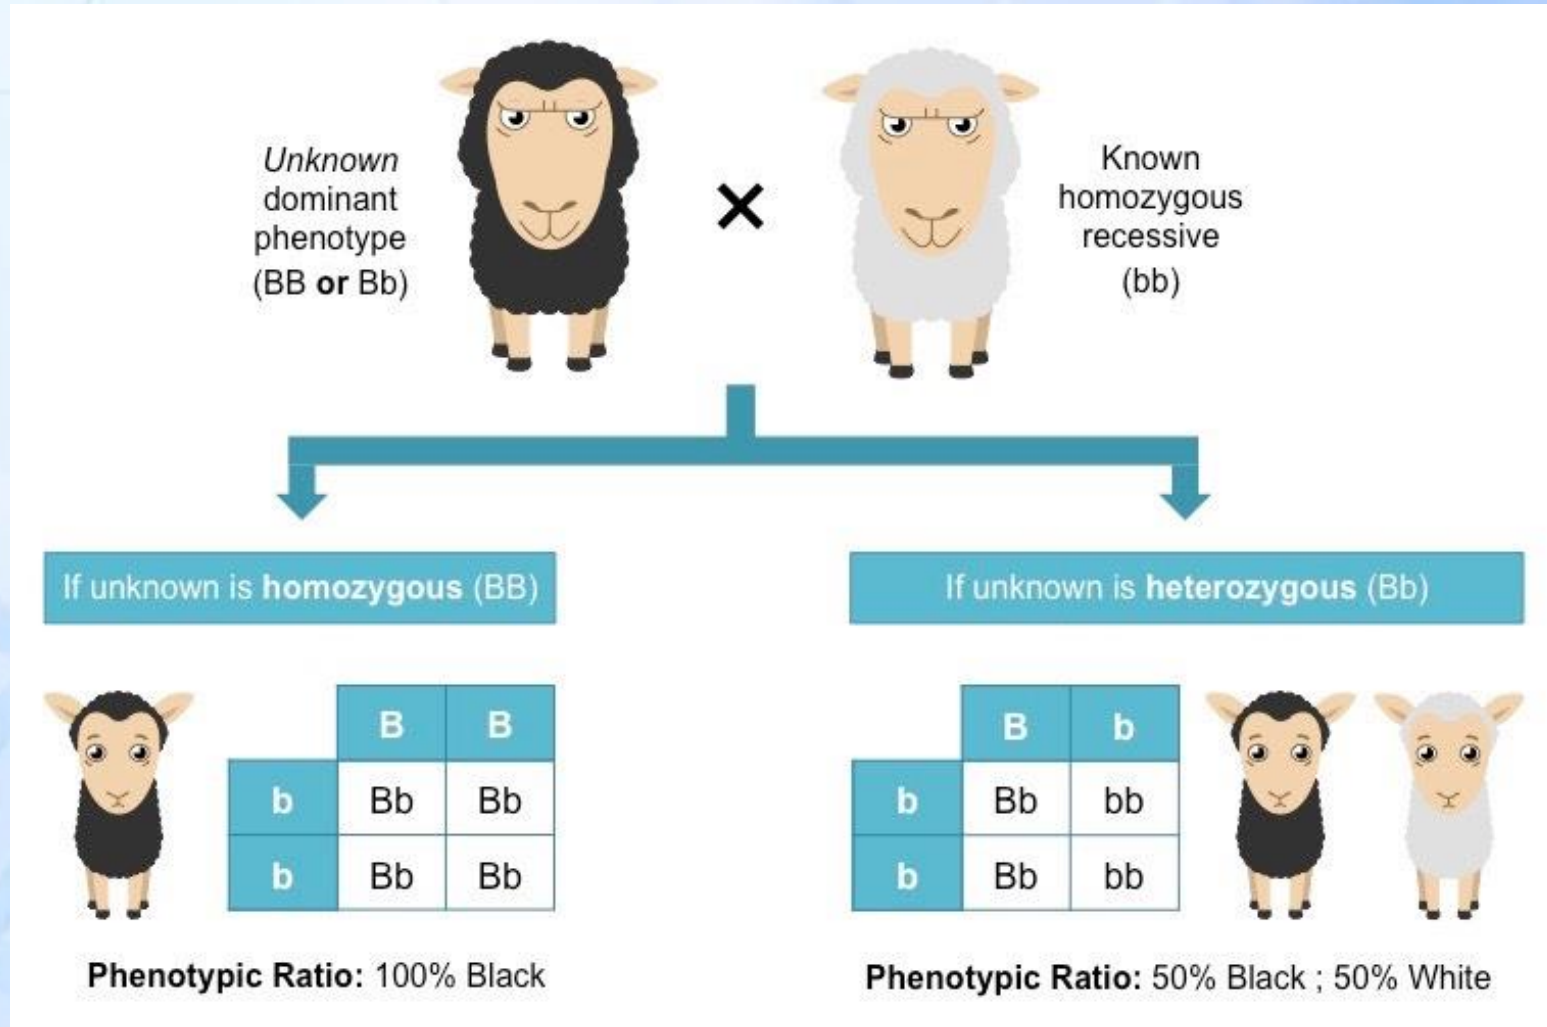 Unknown
dominant
phenotype
(BB or Bb)
Known
homozygous
recessive
(bb)
If unknown is homozygous (BB)
If unknown is heterozygous (Bb)
B B
b Bb Bb
b Bb Bb
B b
b Bb bb
b Bb bb
Phenotypic Ratio: 100% Black
Phenotypic Ratio: 50% Black ; 50% White